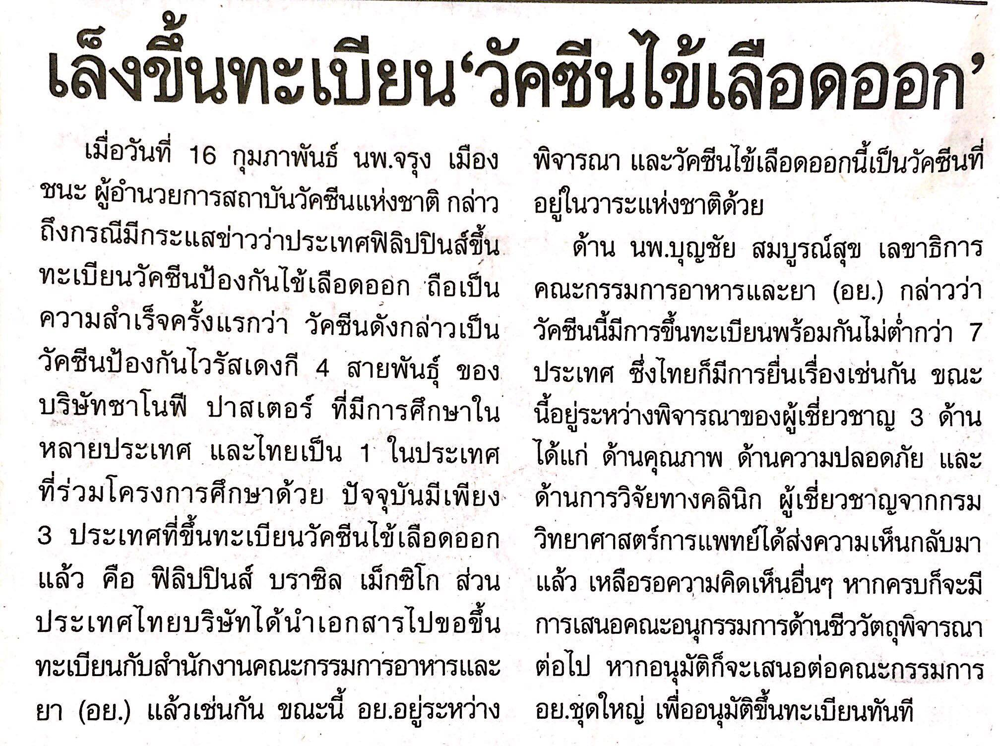 เล็งขึ้นทะเบียน‘วัคซีนไข้เลือดออก’
เมื่อวันที่ 16 กุมภาพันธ์ นพ.จรุง เมือง
ชนะ ผู้อำนวยการสถาบันวัคซีนแห่งชาติ กล่าว
ถึงกรณีมีกระแสข่าวว่าประเทศฟิลิปปินส์ขึ้น
ทะเบียนวัคซีนป้องกันไข้เลือดออก ถือเป็น
ความสำเร็จครั้งแรกว่า วัคซีนดังกล่าวเป็น
วัคซีนป้องกันไวรัสเดงกี 4 สายพันธุ์ ของ
บริษัทซาโนฟี ปาสเตอร์ ที่มีการศึกษาใน
หลายประเทศ และไทยเป็น 1 ในประเทศ
ที่ร่วมโครงการศึกษาด้วย ปัจจุบันมีเพียง
3 ประเทศที่ขึ้นทะเบียนวัคซีนไข้เลือดออก
แล้ว คือ ฟิลิปปินส์ บราซิล เม็กซิโก ส่วน
ประเทศไทยบริษัทได้นำเอกสารไปขอขึ้น
ทะเบียนกับสำนักงานคณะกรรมการอาหารและ
ยา (อย.) แล้วเช่นกัน ขณะนี้ อย.อยู่ระหว่าง
พิจารณา และวัคซีนไข้เลือดออกนี้เป็นวัคซีนที่
อยู่ในวาระแห่งชาติด้วย
ด้าน นพ.บุญชัย สมบูรณ์สุข เลขาธิการ
คณะกรรมการอาหารและยา (อย.) กล่าวว่า
วัคซีนนี้มีการขึ้นทะเบียนพร้อมกันไม่ต่ำกว่า 7
ประเทศ ซึ่งไทยก็มีการยื่นเรื่องเช่นกัน ขณะ
นี้อยู่ระหว่างพิจารณาของผู้เชี่ยวชาญ 3 ด้าน
ได้แก่ ด้านคุณภาพ ด้านความปลอดภัย และ
ด้านการวิจัยทางคลินิก ผู้เชี่ยวชาญจากกรม
วิทยาศาสตร์การแพทย์ได้ส่งความเห็นกลับมา
แล้ว เหลือรอความคิดเห็นอื่นๆ หากครบก็จะมี
การเสนอคณะอนุกรรมการด้านชีววัตถุพิจารณา
ต่อไป หากอนุมัติก็จะเสนอต่อคณะกรรมการ
อย.ชุดใหญ่ เพื่ออนุมัติขึ้นทะเบียนทันที